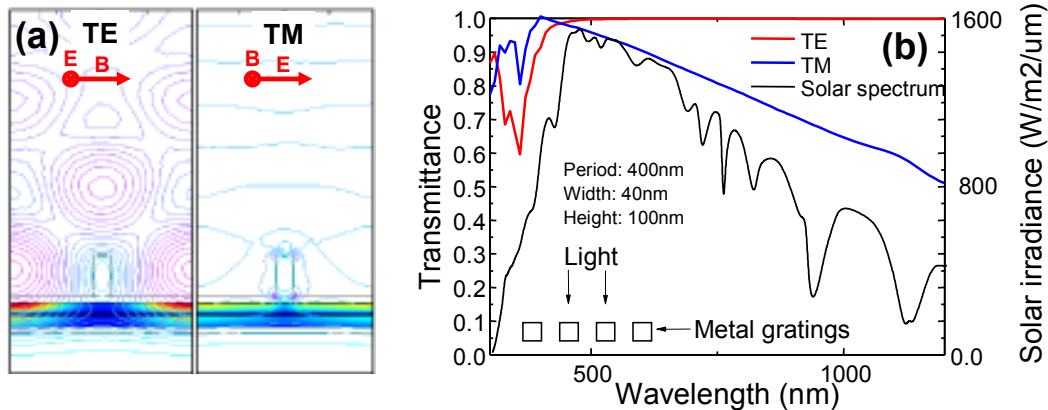 (a)
TE
E
B
TM
B
E
(b)
TE
TM
Solar spectrum
Period: 400nm
Width: 40nm
Height: 100nm
Light
Metal gratings
Transmittance
1.0
0.9
0.8
0.7
0.6
0.5
0.4
0.3
0.2
0.1
0.0
500
1000
Wavelength (nm)
1600
800
0.0
Solar irradiance (W/m2/um)